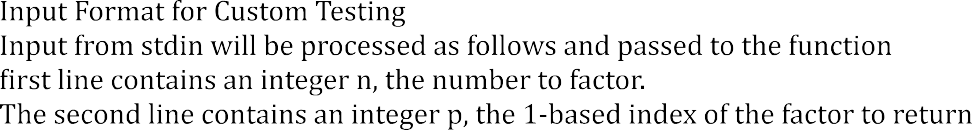 Input Format for Custom Testing
Input from stdin will be processed as follows and passed to the function
first line contains an integer n, the number to factor.
The second line contains an integer p, the 1-based index of the factor to return